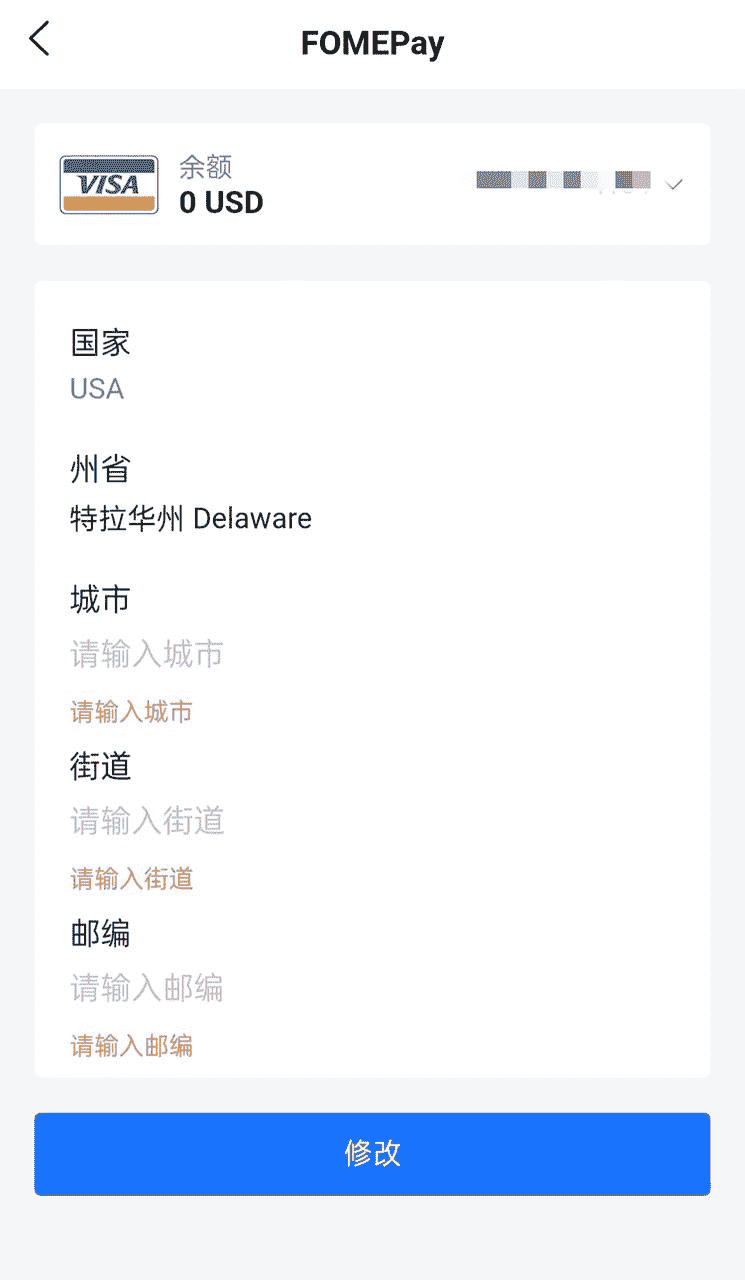 FOMEPay
VISA
余额
0 USD
国家
USA
州省
特拉华州 Delaware
城市
请输入城市
请输入城市
街道
请输入街道
请输入街道
邮编
请输入邮编
请输入邮编
修改